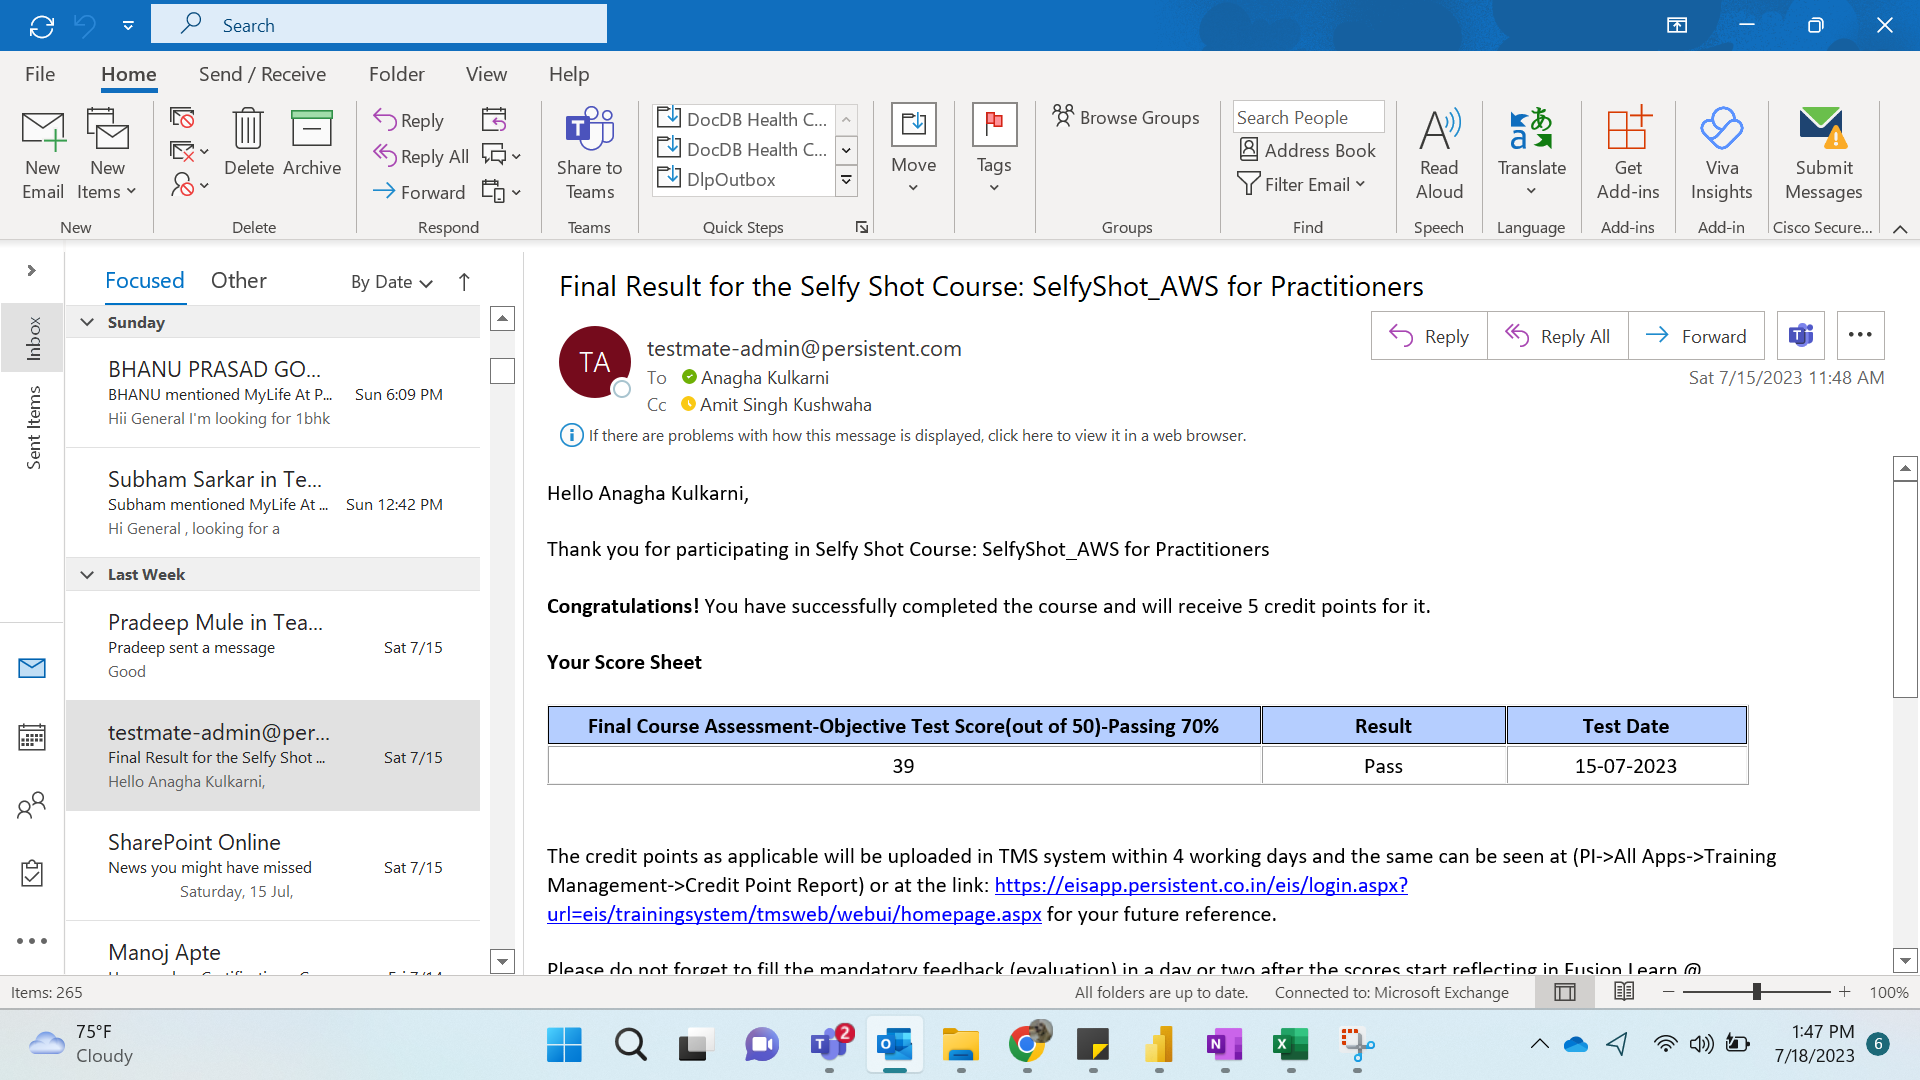 Search
File Home Send / Receive Folder View Help
New Email
New Items
New
Delete
Archive
Delete
Reply
Reply All
Forward
Respond
Share to Teams
Teams
DocDB Health C...
DocDB Health C...
DlpOutbox
Quick Steps
Move
Tags
Browse Groups
Groups
Search People
Address Book
Filter Email
Find
Read Aloud
Speech
Translate
Language
Get Add-ins
Add-ins
Viva Insights
Add-in
Submit Messages
Cisco Secure...
Inbox
Sent Items
Focused Other By Date
Sunday
BHANU PRASAD GO...
BHANU mentioned MyLife At P... Sun 6:09 PM
Hii General I'm looking for 1bhk
Subham Sarkar in Te...
Subham mentioned MyLife At ... Sun 12:42 PM
Hi General , looking for a
Last Week
Pradeep Mule in Tea...
Pradeep sent a message Sat 7/15
Good
testmate-admin@per...
Final Result for the Selfy Shot ... Sat 7/15
Hello Anagha Kulkarni,
SharePoint Online
News you might have missed Sat 7/15
Saturday, 15 Jul,
Manoj Apte
Final Result for the Selfy Shot Course: SelfyShot_AWS for Practitioners
TA
testmate-admin@persistent.com
To Anagha Kulkarni
Cc Amit Singh Kushwaha
Reply Reply All Forward
Sat 7/15/2023 11:48 AM
If there are problems with how this message is displayed, click here to view it in a web browser.
Hello Anagha Kulkarni,
Thank you for participating in Selfy Shot Course: SelfyShot_AWS for Practitioners
Congratulations! You have successfully completed the course and will receive 5 credit points for it.
Your Score Sheet
Final Course Assessment-Objective Test Score(out of 50)-Passing 70% Result Test Date
39 Pass 15-07-2023
The credit points as applicable will be uploaded in TMS system within 4 working days and the same can be seen at (PI->All Apps->Training
Management->Credit Point Report) or at the link: https://eisapp.persistent.co.in/eis/login.aspx?
url=eis/trainingsystem/tmsweb/webui/homepage.aspx for your future reference.
Please do not forget to fill the mandatory feedback (evaluation) in a day or two after the scores start reflecting in Fusion Learn @
Items: 265
All folders are up to date. Connected to: Microsoft Exchange 100%
75°F
Cloudy
2
1:47 PM
7/18/2023
6